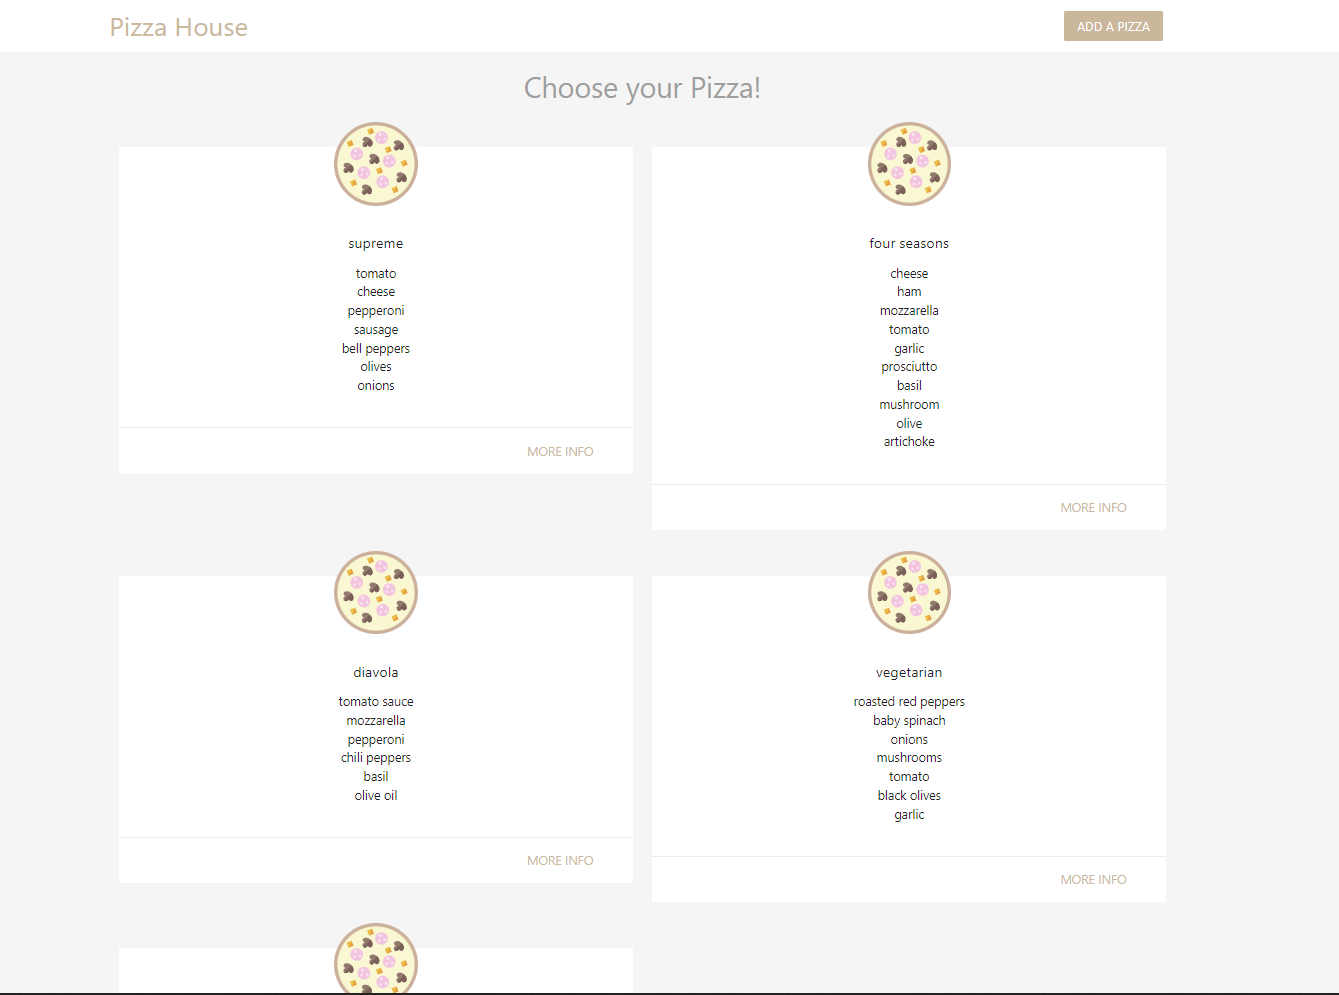 Pizza House
ADD A PIZZA
Choose your Pizza!
supreme
tomato
cheese
pepperoni
sausage
bell peppers
olives
onions
MORE INFO
four seasons
cheese
ham
mozzarella
tomato
garlic
prosciutto
basil
mushroom
olive
artichoke
MORE INFO
diavola
tomato sauce
mozzarella
pepperoni
chili peppers
basil
olive oil
MORE INFO
vegetarian
roasted red peppers
baby spinach
onions
mushrooms
tomato
black olives
garlic
MORE INFO